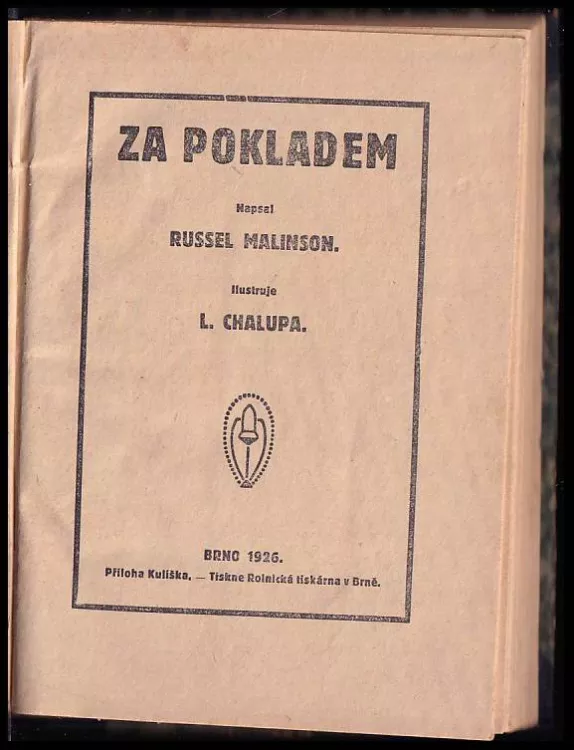 ZA POKLADEM
Napsal
RUSSEL MALINSON.
Ilustruje
L. CHALUPA.
BRNO 1926.
Příloha Kulíška. — Tiskne Rolnická tiskárna v Brně.